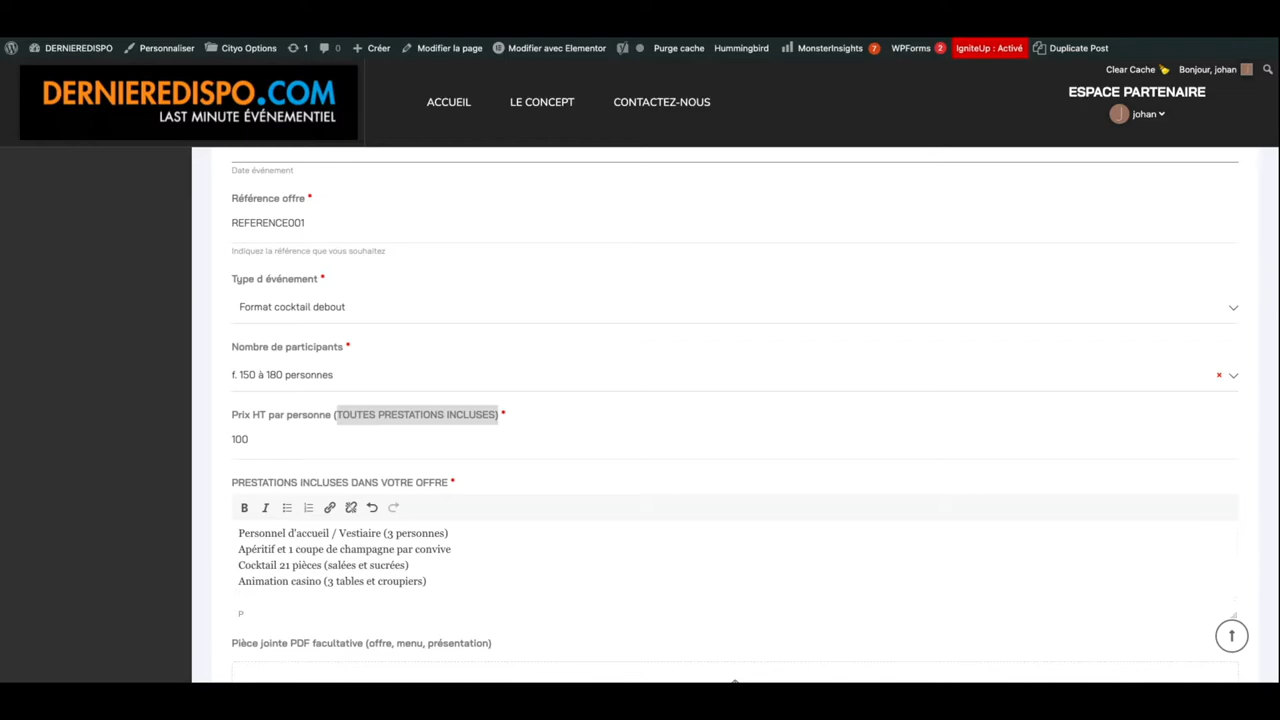 DERNIEREDISPO Personnaliser Cityo Options 1 0 Créer Modifier la page Modifier avec Elementor Purge cache Hummingbird MonsterInsights 7 WPForms 2 IgniteUp : Activé Duplicate Post
Clear Cache Bonjour, johan
DERNIEREDISPO.COM
LAST MINUTE ÉVÉNEMENTIEL
ACCUEIL LE CONCEPT CONTACTEZ-NOUS
ESPACE PARTENAIRE
J johan
Date événement
Référence offre *
REFERENCE001
Indiquez la référence que vous souhaitez
Type d événement *
Format cocktail debout
Nombre de participants *
f. 150 à 180 personnes ×
Prix HT par personne (TOUTES PRESTATIONS INCLUSES) *
100
PRESTATIONS INCLUSES DANS VOTRE OFFRE *
B I
Personnel d'accueil / Vestiaire (3 personnes)
Apéritif et 1 coupe de champagne par convive
Cocktail 21 pièces (salées et sucrées)
Animation casino (3 tables et croupiers)
P
Pièce jointe PDF facultative (offre, menu, présentation)